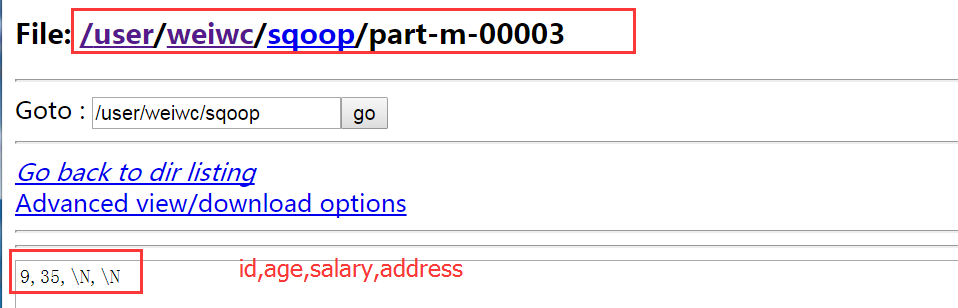 File: /user/weiwc/sqoop/part-m-00003
Goto : /user/weiwc/sqoop go
Go back to dir listing
Advanced view/download options
9, 35, \N, \N id,age,salary,address